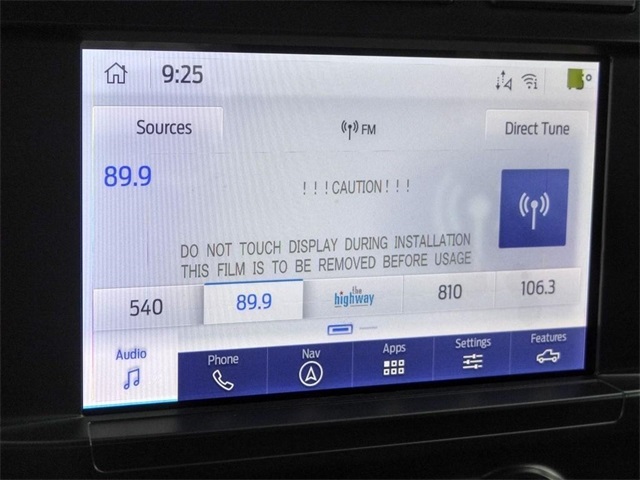 9:25
Sources
FM
Direct Tune
89.9
!!!CAUTION!!!
DO NOT TOUCH DISPLAY DURING INSTALLATION
THIS FILM IS TO BE REMOVED BEFORE USAGE
540
89.9
the
highway
810
106.3
Audio
Phone
Nav
Apps
Settings
Features